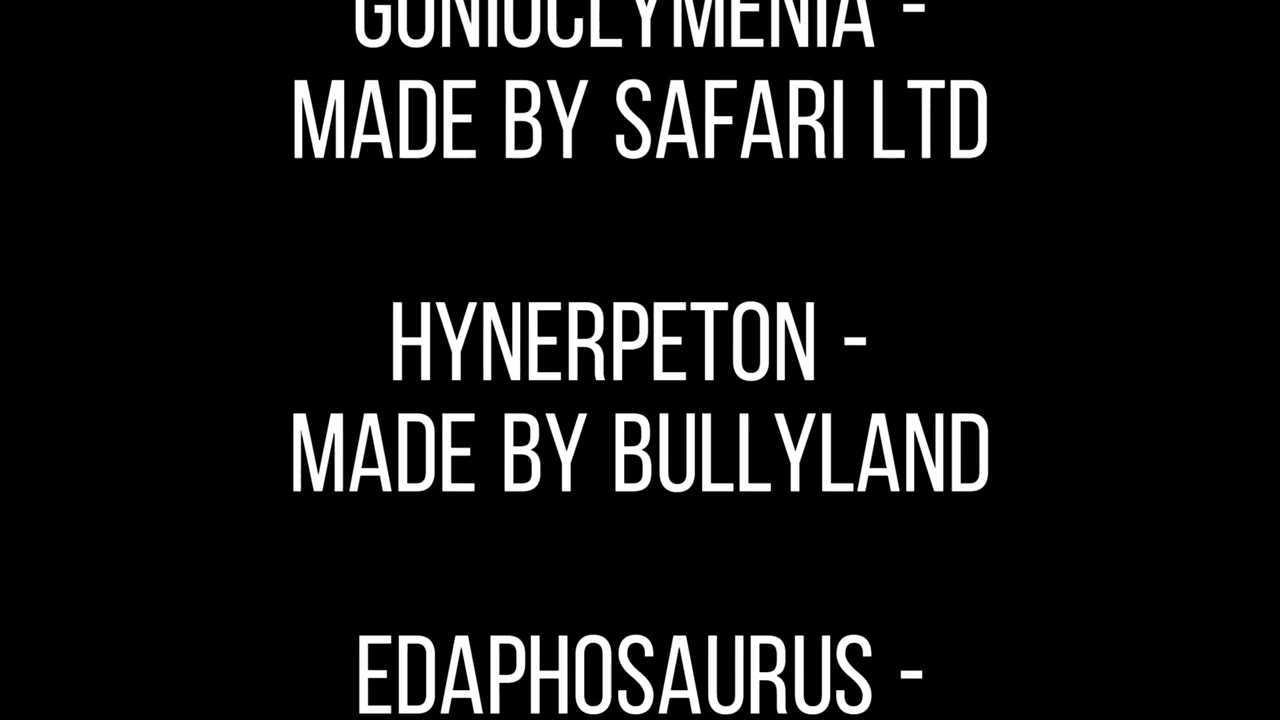 GONIOCLYMENIA -
MADE BY SAFARI LTD
HYNERPETON -
MADE BY BULLYLAND
EDAPHOSAURUS -